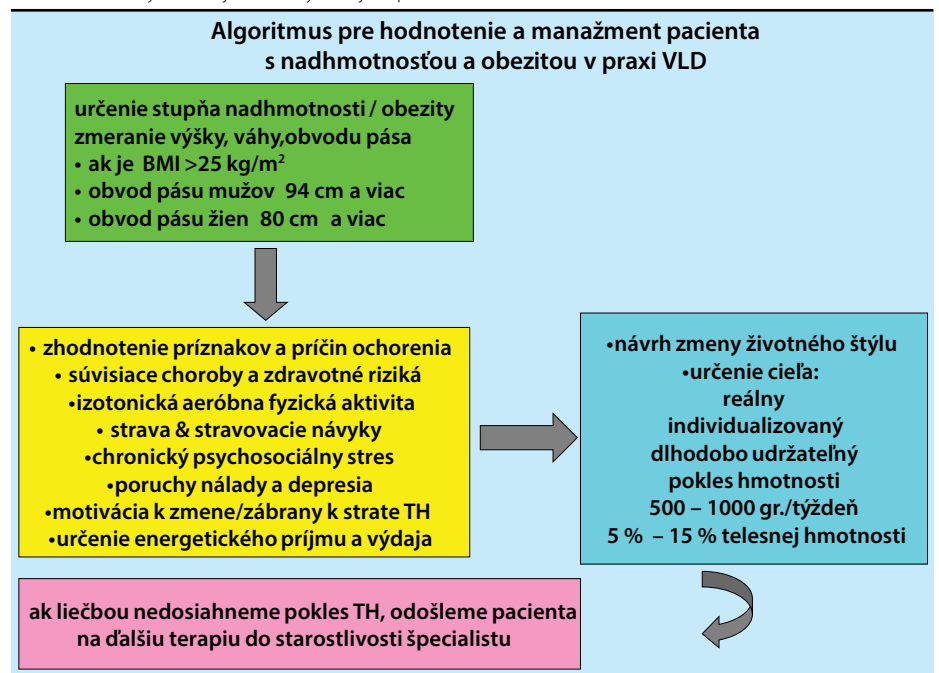 Algoritmus pre hodnotenie a manažment pacienta
s nadhmotnosťou a obezitou v praxi VLD
určenie stupňa nadhmotnosti / obezity
zmeranie výšky, váhy,obvodu pása
• ak je BMI >25 kg/m²
• obvod pásu mužov 94 cm a viac
• obvod pásu žien 80 cm a viac
• zhodnotenie príznakov a príčin ochorenia
• súvisiace choroby a zdravotné riziká
•izotonická aeróbna fyzická aktivita
• strava & stravovacie návyky
•chronický psychosociálny stres
•poruchy nálady a depresia
•motivácia k zmene/zábrany k strate TH
•určenie energetického príjmu a výdaja
•návrh zmeny životného štýlu
•určenie cieľa:
reálny
individualizovaný
dlhodobo udržateľný
pokles hmotnosti
500 – 1000 gr./týždeň
5 % – 15 % telesnej hmotnosti
ak liečbou nedosiahneme pokles TH, odošleme pacienta
na ďalšiu terapiu do starostlivosti špecialistu